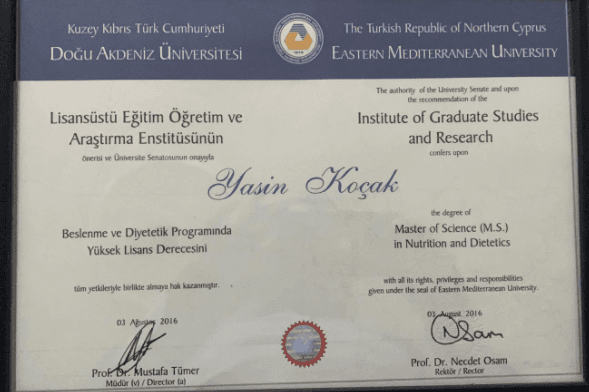 Kuzey Kıbrıs Türk Cumhuriyeti
DOĞU AKDENİZ ÜNİVERSİTESİ
The Turkish Republic of Northern Cyprus
EASTERN MEDITERRANEAN UNIVERSITY
Lisansüstü Eğitim Öğretim ve
Araştırma Enstitüsünün
önerisi ve Üniversite Senatosunun onayıyla
The authority of the University Senate and upon
the recommendation of the
Institute of Graduate Studies
and Research
confers upon
Yasin Koçak
Beslenme ve Diyetetik Programında
Yüksek Lisans Derecesini
the degree of
Master of Science (M.S.)
in Nutrition and Dietetics
tüm yetkileriyle birlikte almaya hak kazanmıştır.
with all its rights, privileges and responsibilities
given under the seal of Eastern Mediterranean University.
03 Ağustos 2016
Prof. Dr. Mustafa Tümer
Müdür (v) / Director (a)
03 August 2016
NOsam
Prof. Dr. Necdet Osam
Rektör / Rector